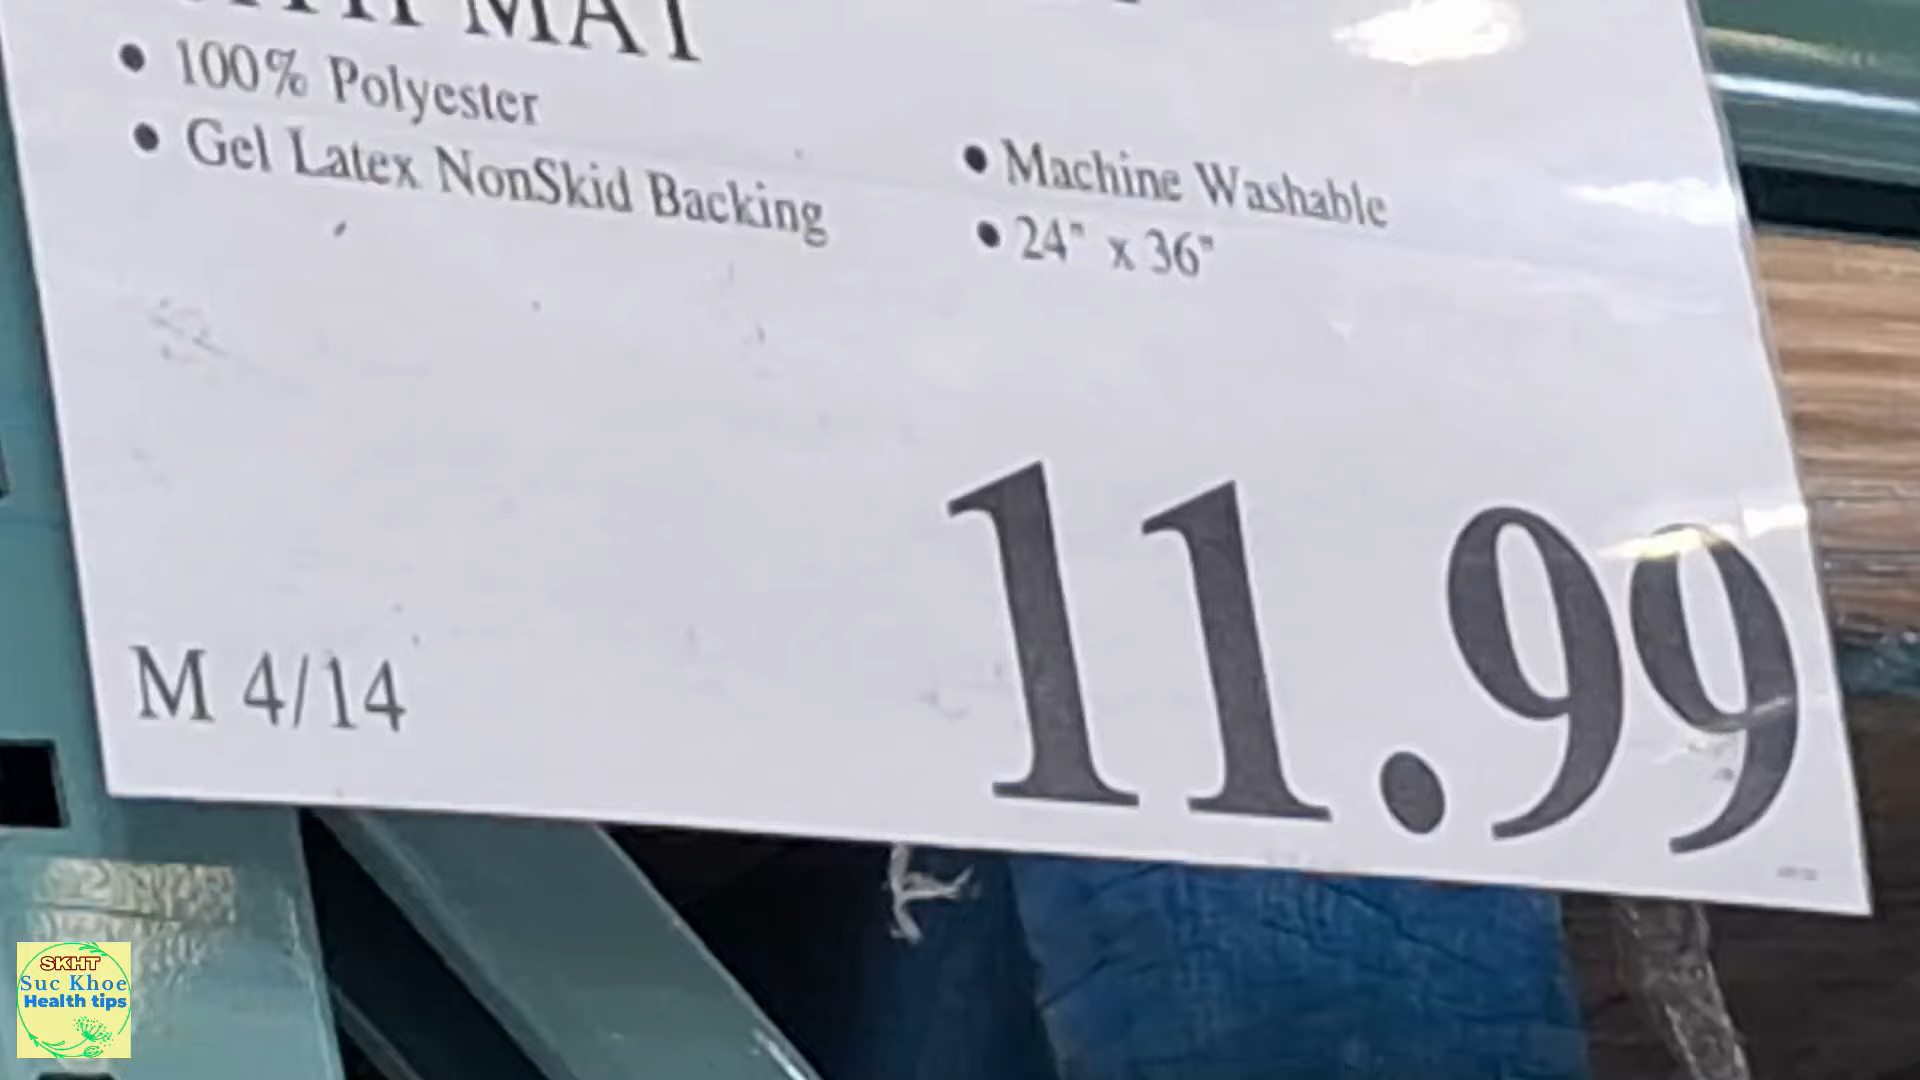 MAT
• 100% Polyester
• Gel Latex NonSkid Backing
• Machine Washable
• 24" x 36"
11.99
M 4/14
SKHT
Suc Khoe
Health tips